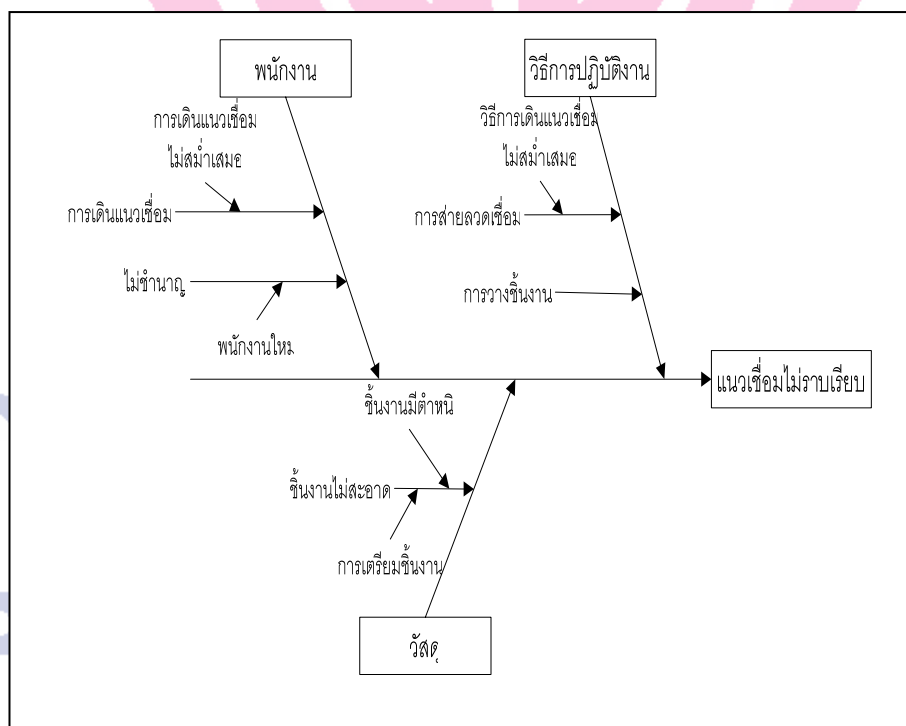 พนักงาน
วิธีการปฏิบัติงาน
การเดินแนวเชื่อม
ไม่สม่ำเสมอ
วิธีการเดินแนวเชื่อม
ไม่สม่ำเสมอ
การเดินแนวเชื่อม
การส่ายลวดเชื่อม
ไม่ชำนาญ
การวางชิ้นงาน
พนักงานใหม่
แนวเชื่อมไม่ราบเรียบ
ชิ้นงานมีตำหนิ
ชิ้นงานไม่สะอาด
การเตรียมชิ้นงาน
วัสดุ